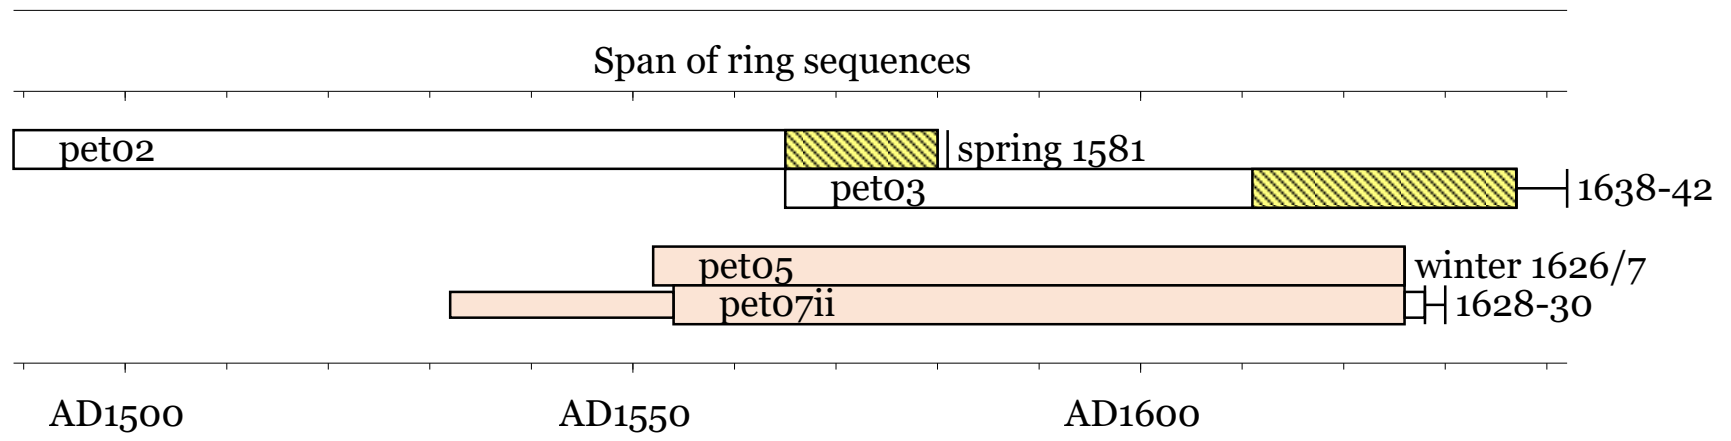 Span of ring sequences
pet02 spring 1581
pet03 1638-42
pet05 winter 1626/7
pet07ii 1628-30
AD1500 AD1550 AD1600